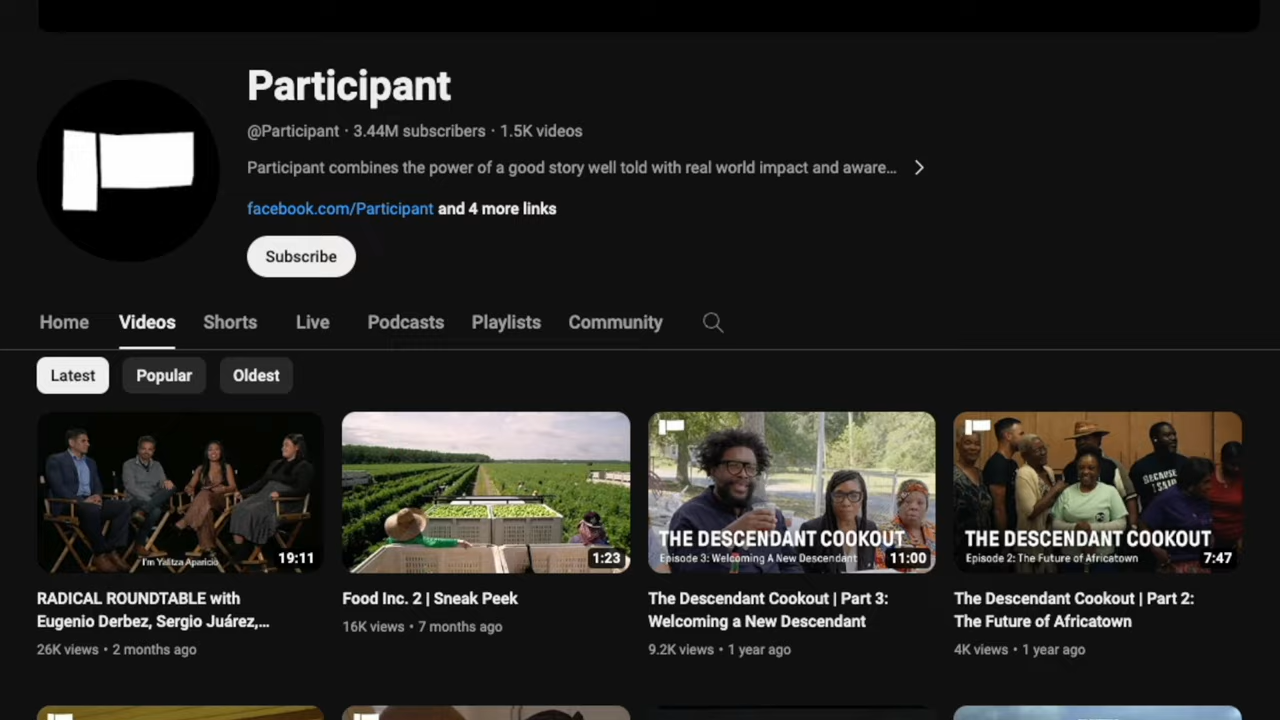 Participant
@Participant · 3.44M subscribers · 1.5K videos
Participant combines the power of a good story well told with real world impact and aware...
facebook.com/Participant and 4 more links
Subscribe
Home Videos Shorts Live Podcasts Playlists Community
Latest Popular Oldest
I'm Yalitza Aparicio
19:11
1:23
THE DESCENDANT COOKOUT
Episode 3: Welcoming A New Descendant
11:00
BECAUSE
I SAID
THE DESCENDANT COOKOUT
Episode 2: The Future of Africatown
7:47
RADICAL ROUNDTABLE with
Eugenio Derbez, Sergio Juárez,...
26K views • 2 months ago
Food Inc. 2 | Sneak Peek
16K views • 7 months ago
The Descendant Cookout | Part 3:
Welcoming a New Descendant
9.2K views • 1 year ago
The Descendant Cookout | Part 2:
The Future of Africatown
4K views • 1 year ago